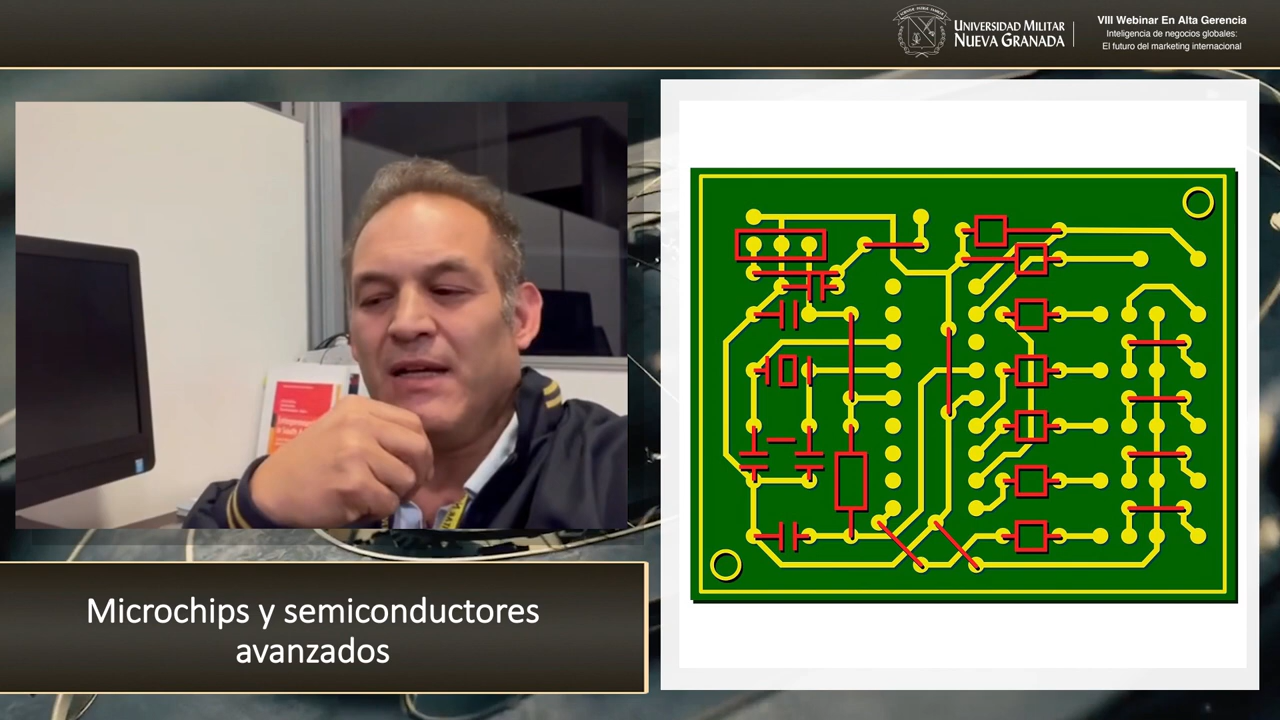 UNIVERSIDAD MILITAR
NUEVA GRANADA
VIII Webinar En Alta Gerencia
Inteligencia de negocios globales:
El futuro del marketing internacional
Microchips y semiconductores
avanzados